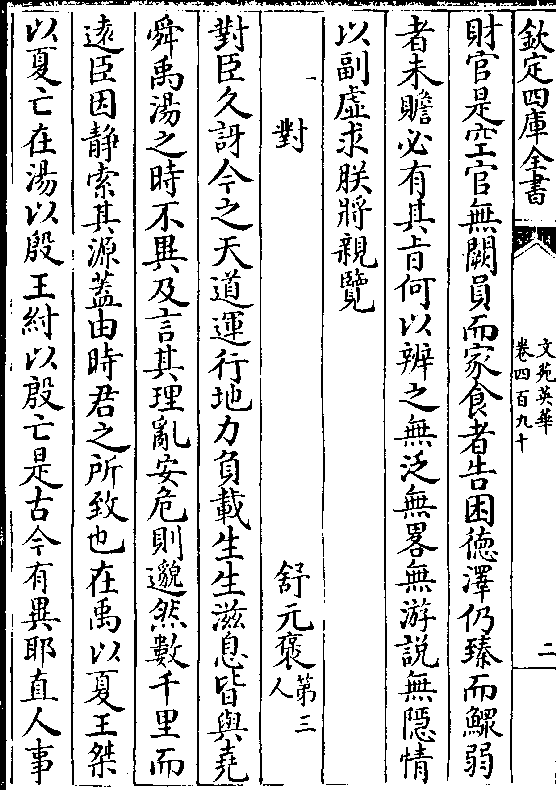 欽定四庫全書
文苑英華
卷四百九十
二
財官是空官無闕員而家食者告困徳澤仍臻而鰥弱
者未贍必有其旨何以辨之無泛無畧無游説無隠情
以副虛求朕將親覽
對
舒元褒第三人
對臣久訝今之天道運行地力負載生生滋息皆與堯
舜禹湯之時不異及言其理亂安危則邈然數千里而
遠臣因静索其源蓋由時君之所致也在禹以夏王桀
以夏亡在湯以殷王紂以殷亡是古今有異耶直人事